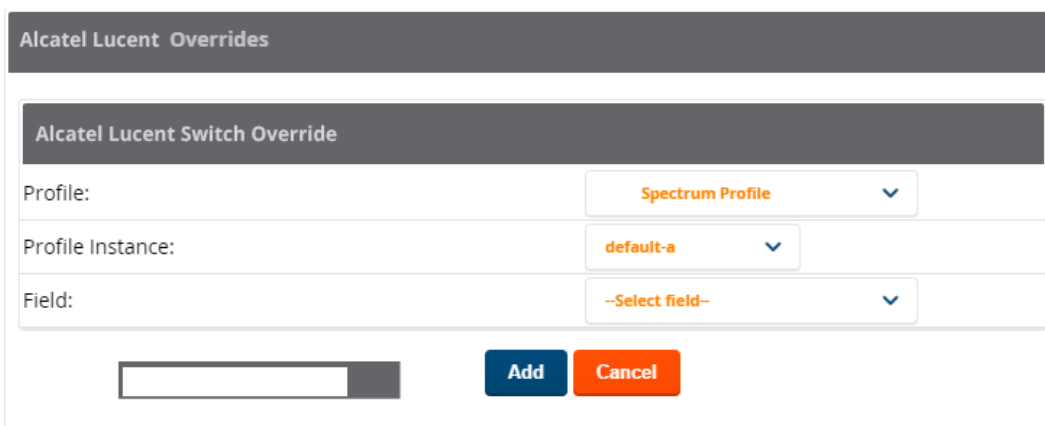 Alcatel Lucent Overrides
Alcatel Lucent Switch Override
Profile: Spectrum Profile
Profile Instance: default-a
Field: --Select field--
Add Cancel